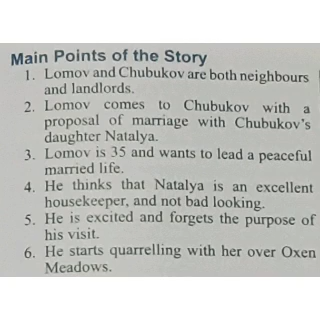 Main Points of the Story
1. Lomov and Chubukov are both neighbours
and landlords.
2. Lomov comes to Chubukov with a
proposal of marriage with Chubukov's
daughter Natalya.
3. Lomov is 35 and wants to lead a peaceful
married life.
4. He thinks that Natalya is an excellent
housekeeper, and not bad looking.
5. He is excited and forgets the purpose of
his visit.
6. He starts quarrelling with her over Oxen
Meadows.